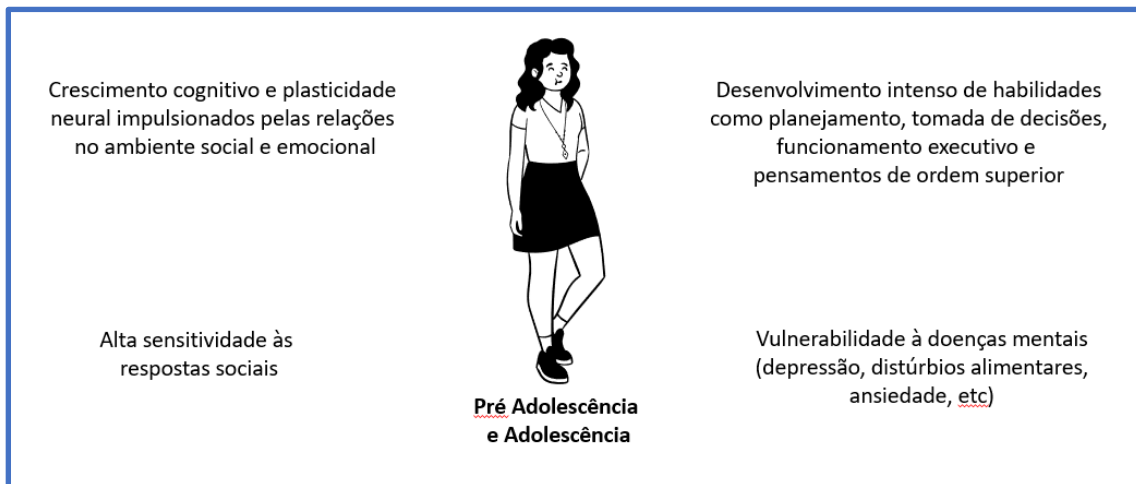 Crescimento cognitivo e plasticidade
neural impulsionados pelas relações
no ambiente social e emocional
Desenvolvimento intenso de habilidades
como planejamento, tomada de decisões,
funcionamento executivo e
pensamentos de ordem superior
Alta sensitividade às
respostas sociais
Vulnerabilidade à doenças mentais
(depressão, distúrbios alimentares,
ansiedade, etc)
Pré Adolescência
e Adolescência